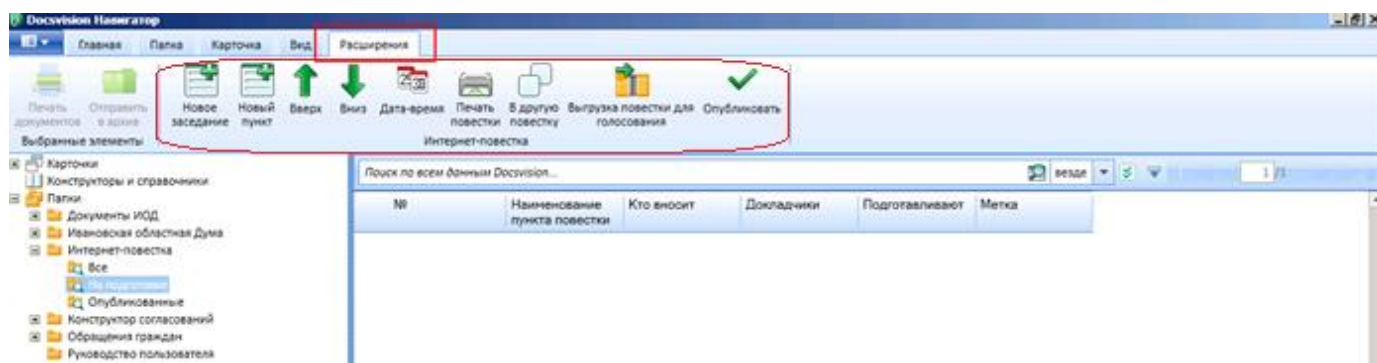 Docsvision Навигатор
Главная Папка Карточка Вид Расширения
Печать документов
Отправить в архив
Новое заседание
Новый пункт
Вверх
Вниз
Дата-время
Печать повестки
В другую повестку
Выгрузка повестки для голосования
Опубликовать
Выбранные элементы
Интернет-повестка
Карточки
Конструкторы и справочники
Папки
Документы ИОД
Ивановская областная Дума
Интернет-повестка
Все
На подготовке
Опубликованные
Конструктор согласований
Обращения граждан
Руководство пользователя
Поиск по всем данным Docsvision...
везде
1 /1
№
Наименование пункта повестки
Кто вносит
Докладчики
Подготавливают
Метка